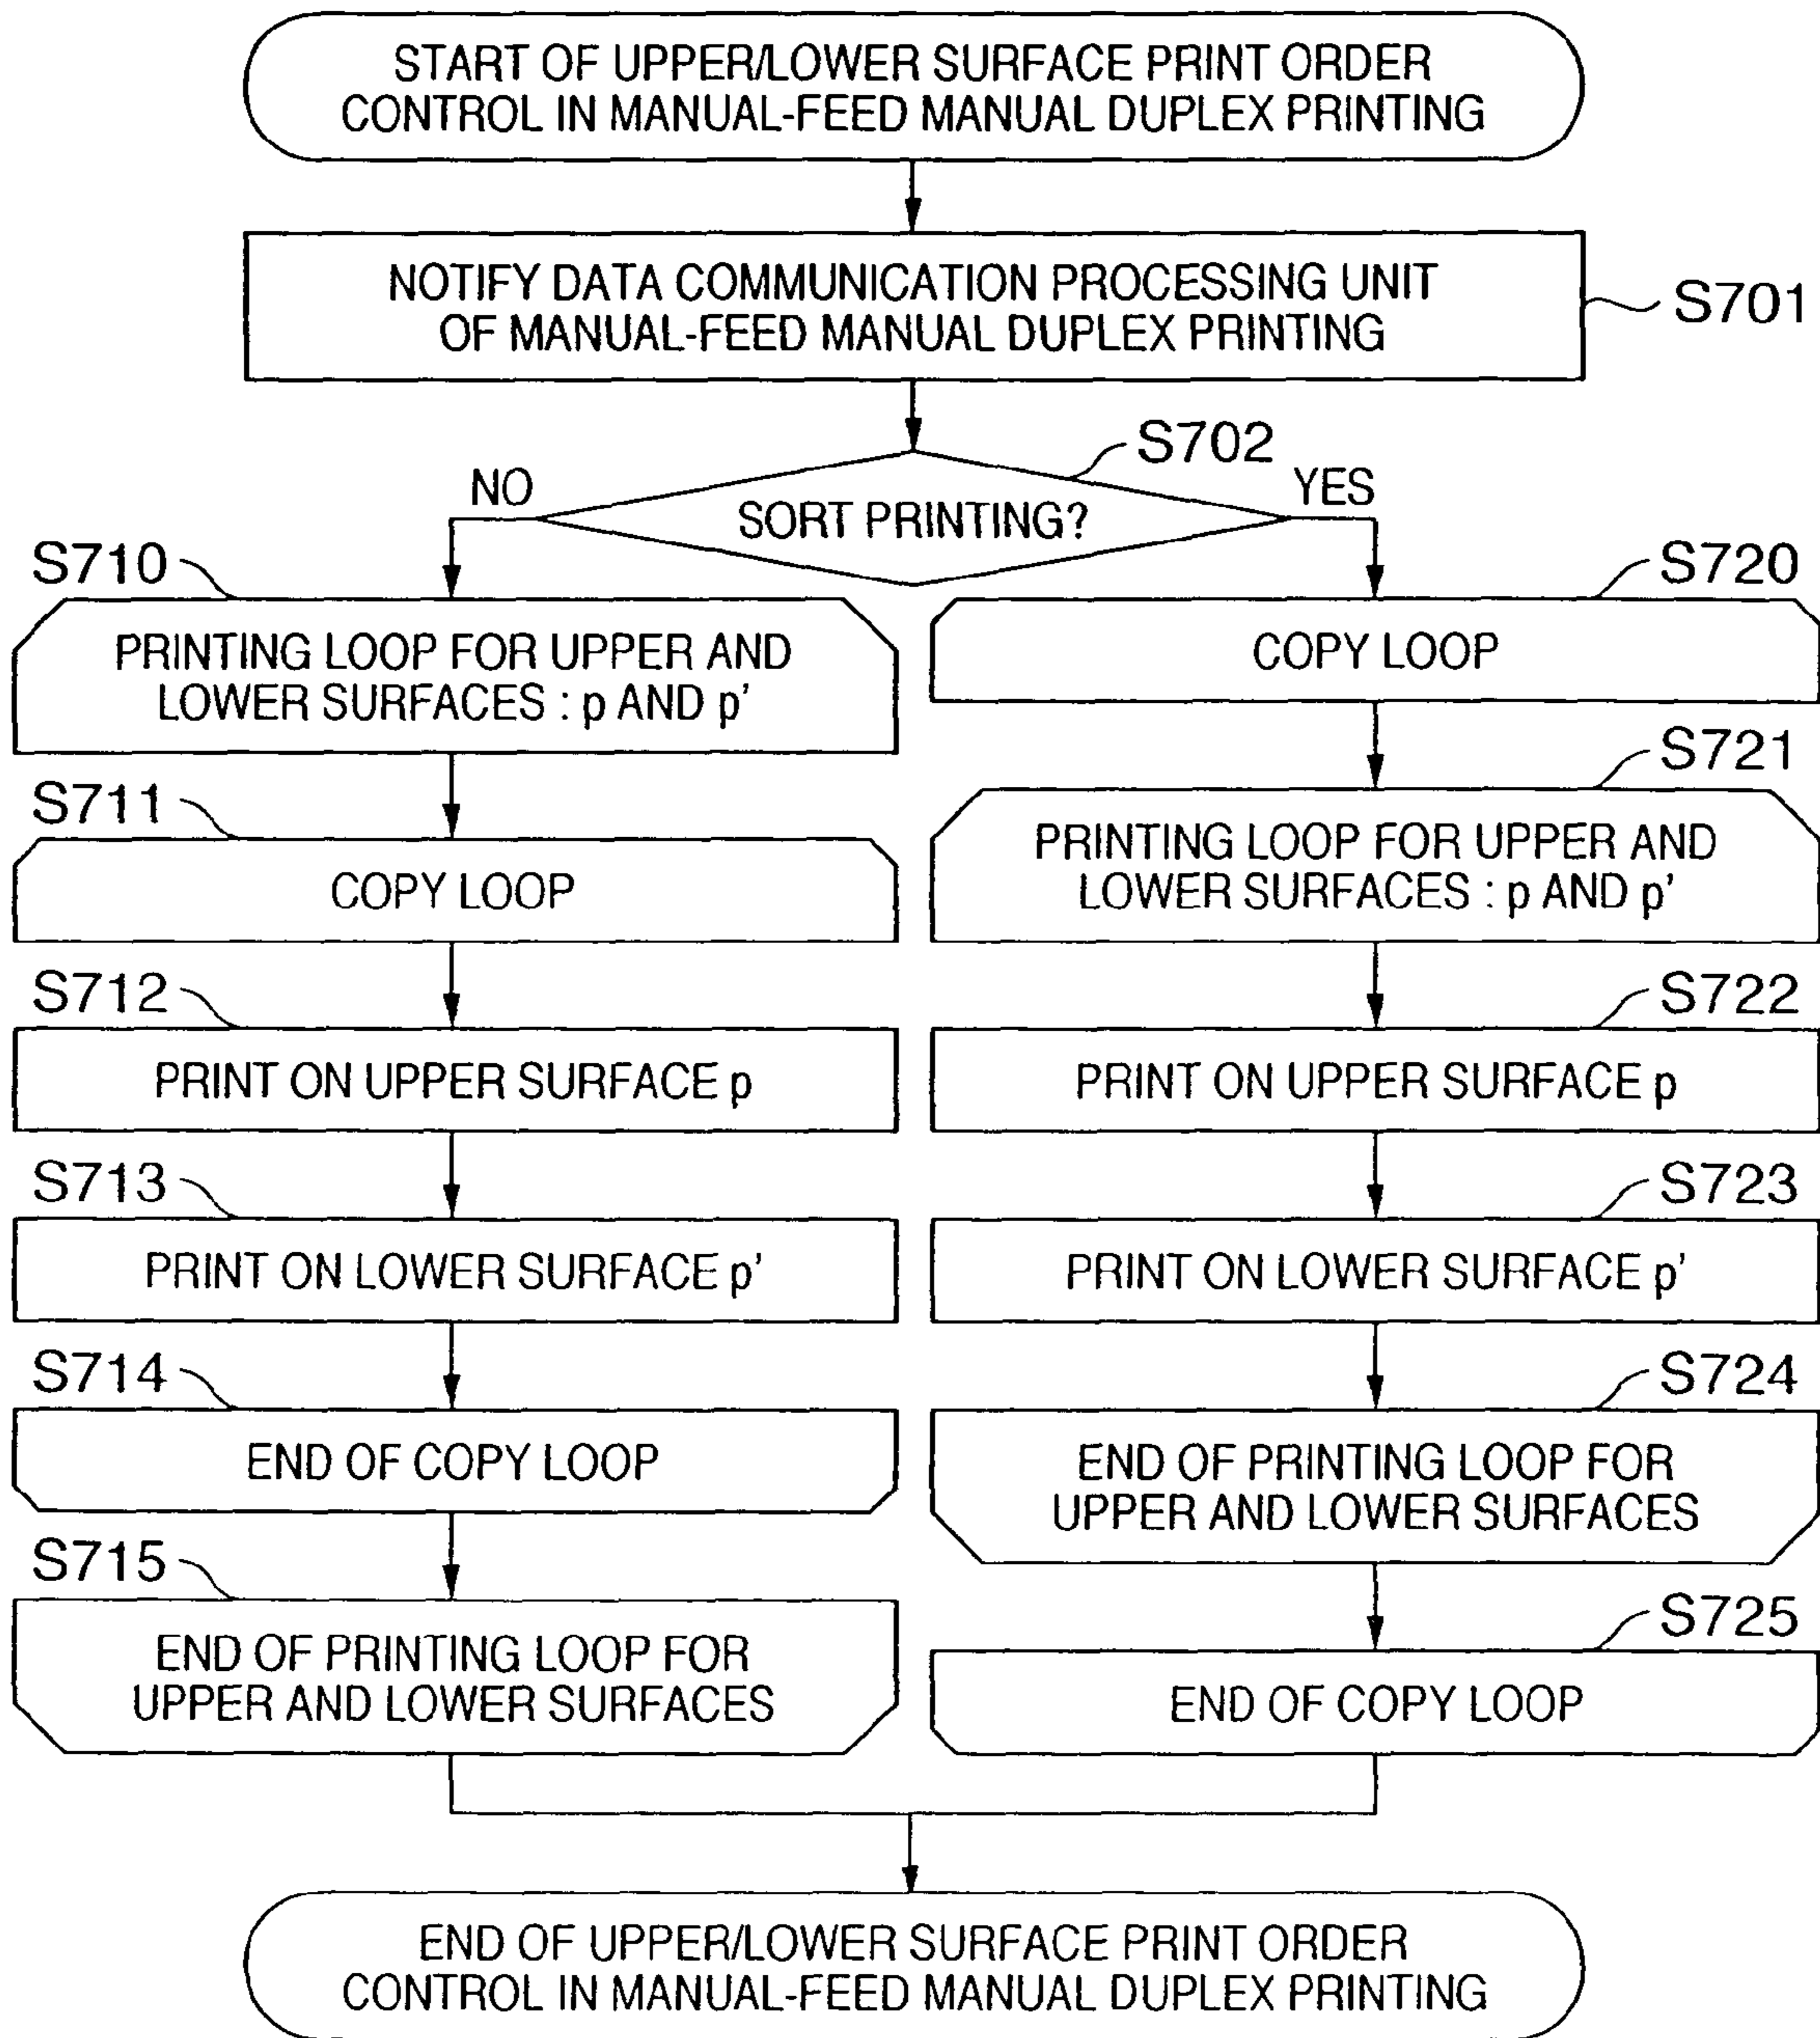 START OF UPPER/LOWER SURFACE PRINT ORDER
CONTROL IN MANUAL-FEED MANUAL DUPLEX PRINTING
NOTIFY DATA COMMUNICATION PROCESSING UNIT
OF MANUAL-FEED MANUAL DUPLEX PRINTING
S701
S702
NO
YES
SORT PRINTING?
S710
PRINTING LOOP FOR UPPER AND
LOWER SURFACES : p AND p'
S711
COPY LOOP
S712
PRINT ON UPPER SURFACE p
S713
PRINT ON LOWER SURFACE p'
S714
END OF COPY LOOP
S715
END OF PRINTING LOOP FOR
UPPER AND LOWER SURFACES
S720
COPY LOOP
S721
PRINTING LOOP FOR UPPER AND
LOWER SURFACES : p AND p'
S722
PRINT ON UPPER SURFACE p
S723
PRINT ON LOWER SURFACE p'
S724
END OF PRINTING LOOP FOR
UPPER AND LOWER SURFACES
S725
END OF COPY LOOP
END OF UPPER/LOWER SURFACE PRINT ORDER
CONTROL IN MANUAL-FEED MANUAL DUPLEX PRINTING